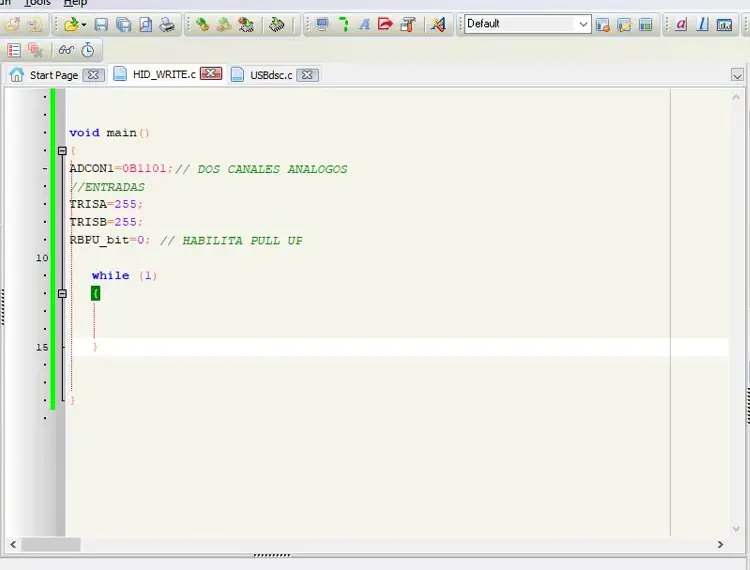 un Tools Help
Default
Start Page HID_WRITE.c USBdsc.c
void main()
{
ADCON1=0B1101;// DOS CANALES ANALOGOS
//ENTRADAS
TRISA=255;
TRISB=255;
RBPU_bit=0; // HABILITA PULL UP
10
while (1)
{
15 }
}